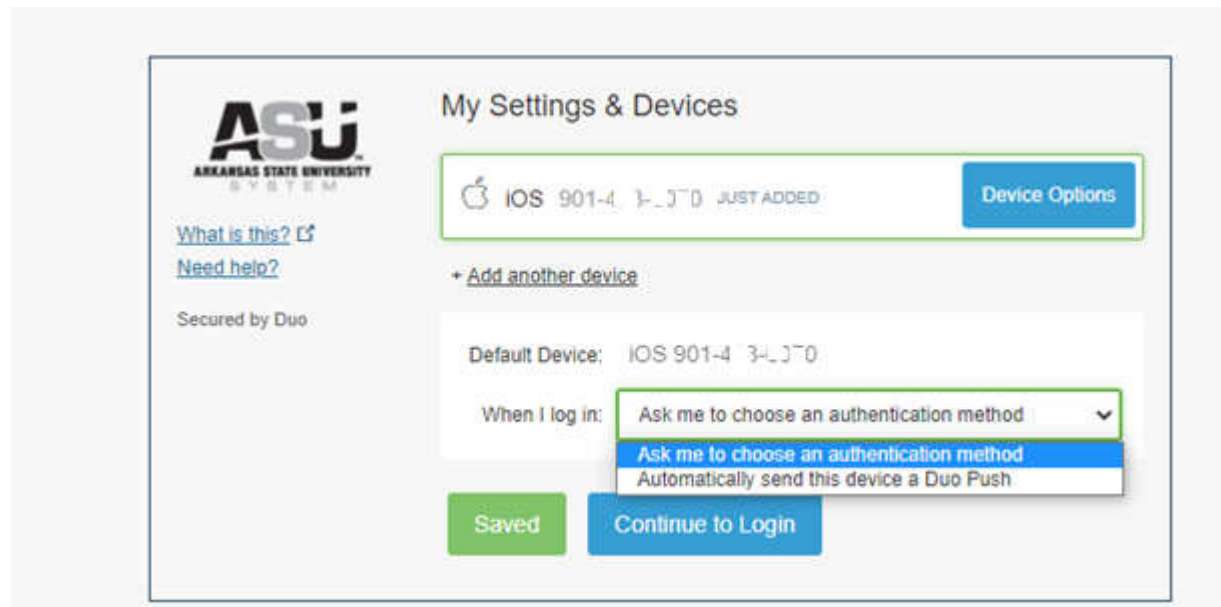 ASU
ARKANSAS STATE UNIVERSITY
SYSTEM
What is this?
Need help?
Secured by Duo
My Settings & Devices
iOS JUST ADDED
Device Options
+ Add another device
Default Device: iOS
When I log in: Ask me to choose an authentication method
Ask me to choose an authentication method
Automatically send this device a Duo Push
Saved
Continue to Login